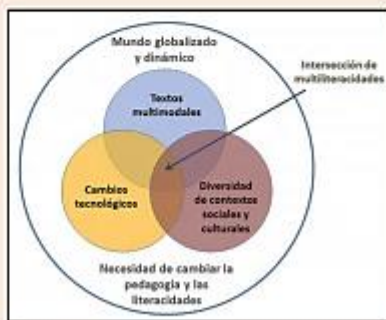 Mundo globalizado
y dinámico
Intersección de
multiliteracidades
Textos
multimodales
Cambios
tecnológicos
Diversidad
de contextos
sociales y
culturales
Necesidad de cambiar la
pedagogía y las
literacidades